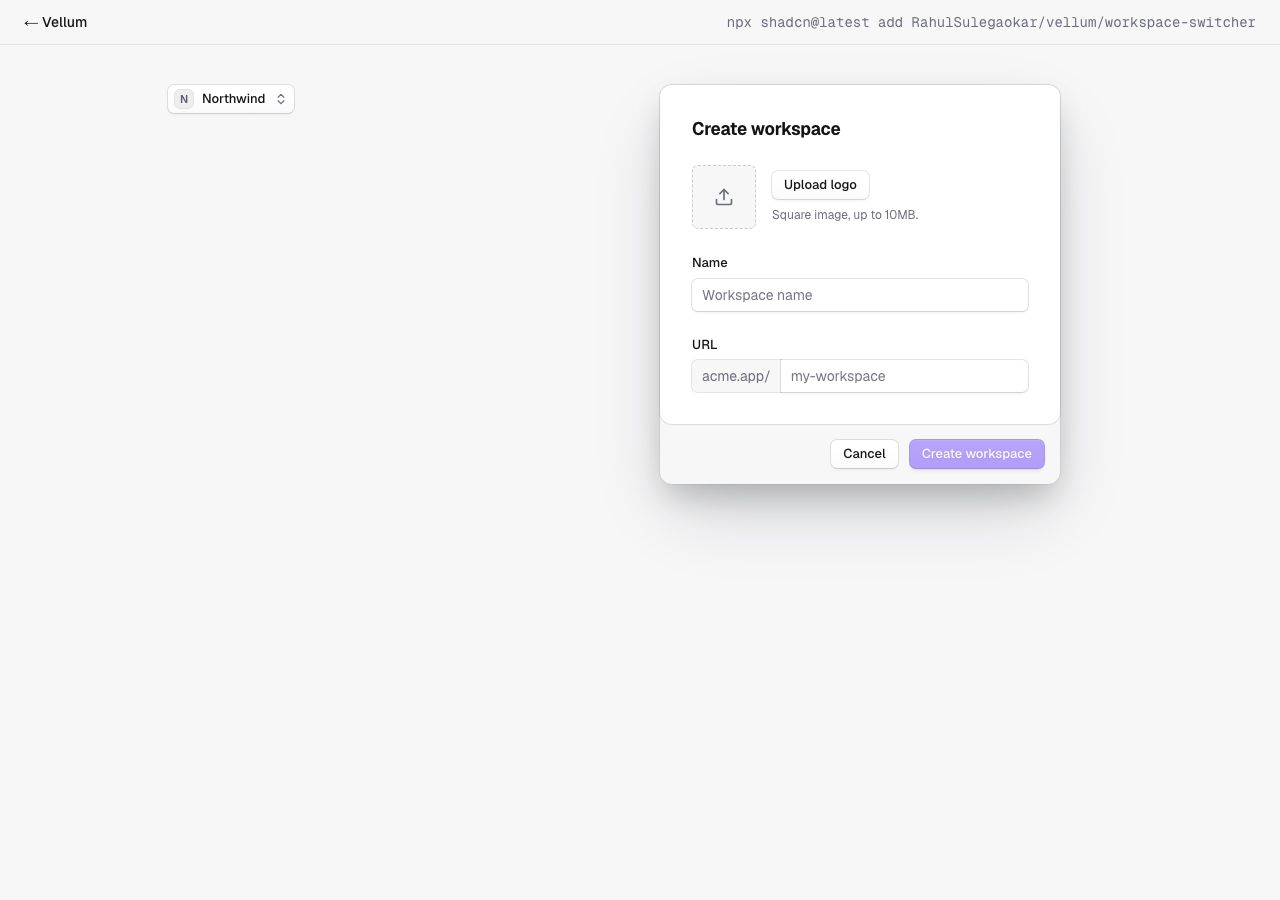 ← Vellum
npx shadcn@latest add RahulSulegaokar/vellum/workspace-switcher
N Northwind
Create workspace
Upload logo
Square image, up to 10MB.
Name
Workspace name
URL
acme.app/ my-workspace
Cancel Create workspace